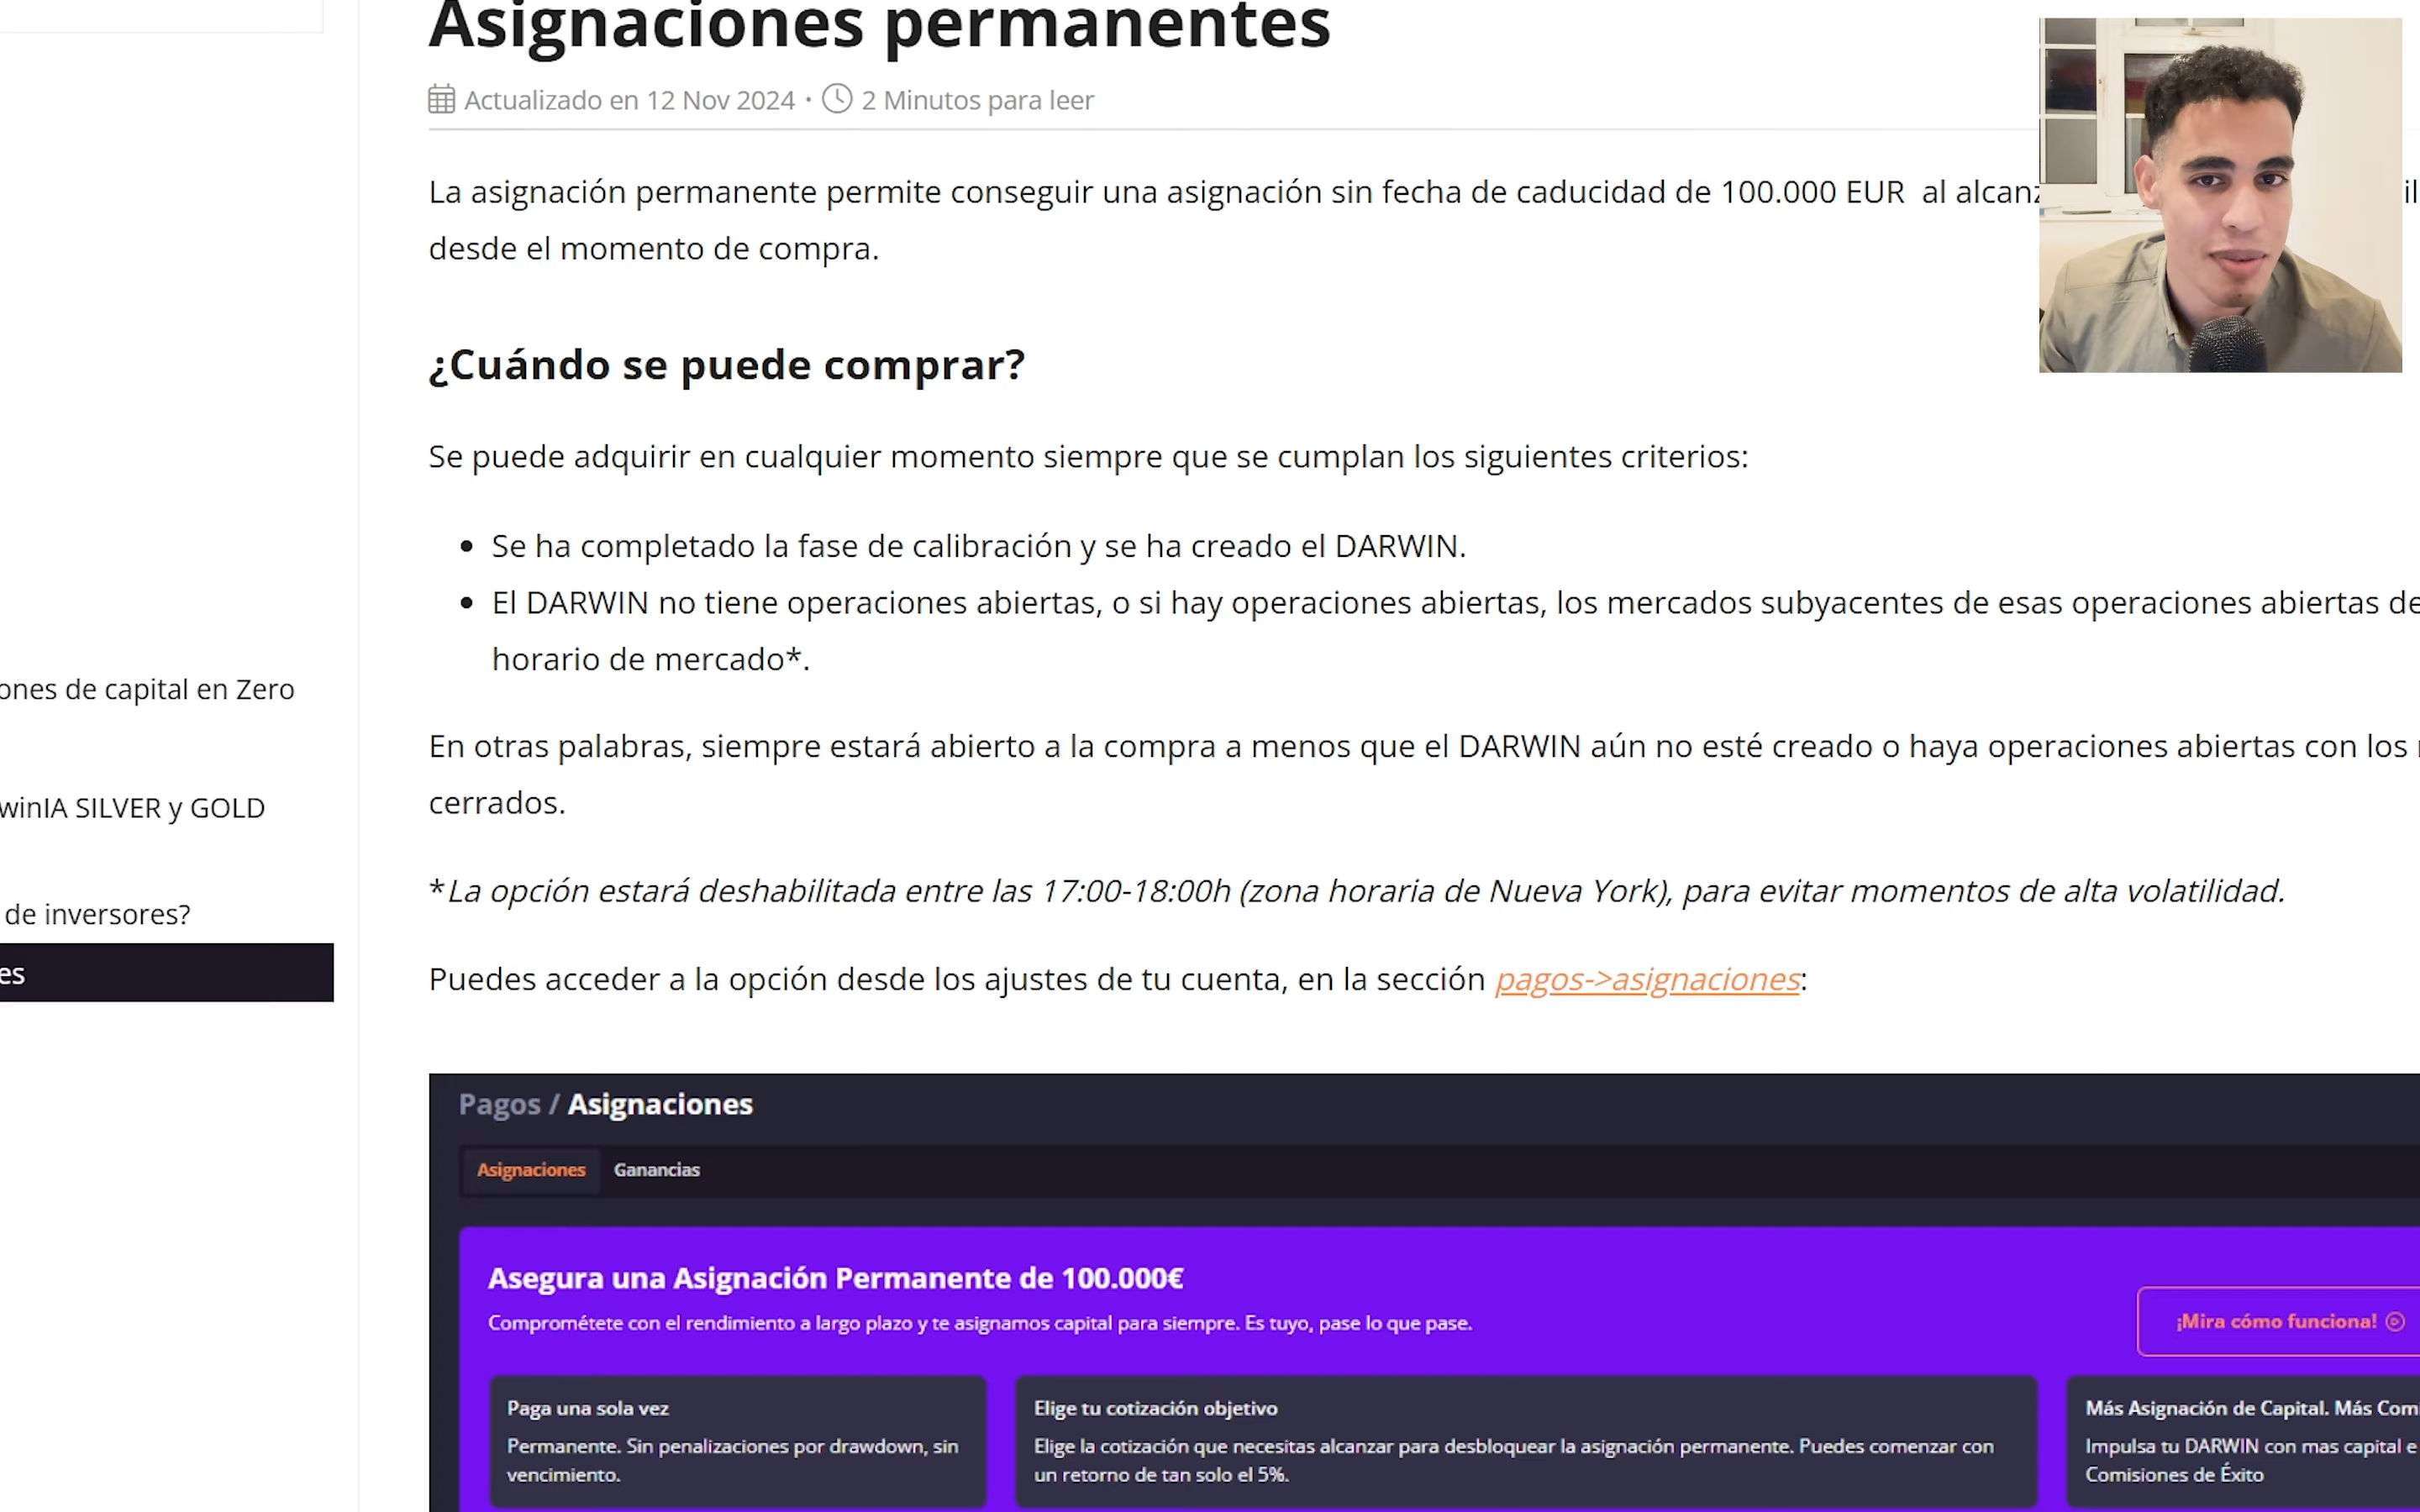 Asignaciones permanentes
Actualizado en 12 Nov 2024 • 2 Minutos para leer
La asignación permanente permite conseguir una asignación sin fecha de caducidad de 100.000 EUR al
desde el momento de compra.
¿Cuándo se puede comprar?
Se puede adquirir en cualquier momento siempre que se cumplan los siguientes criterios:
• Se ha completado la fase de calibración y se ha creado el DARWIN.
• El DARWIN no tiene operaciones abiertas, o si hay operaciones abiertas, los mercados subyacentes de esas operaciones abiertas
horario de mercado*.
ones de capital en Zero
En otras palabras, siempre estará abierto a la compra a menos que el DARWIN aún no esté creado o haya operaciones abiertas con los
cerrados.
winIA SILVER y GOLD
*La opción estará deshabilitada entre las 17:00-18:00h (zona horaria de Nueva York), para evitar momentos de alta volatilidad.
de inversores?
es
Puedes acceder a la opción desde los ajustes de tu cuenta, en la sección pagos->asignaciones:
Pagos / Asignaciones
Asignaciones Ganancias
Asegura una Asignación Permanente de 100.000€
Comprométete con el rendimiento a largo plazo y te asignamos capital para siempre. Es tuyo, pase lo que pase.
¡Mira cómo funciona!
Paga una sola vez
Permanente. Sin penalizaciones por drawdown, sin
vencimiento.
Elige tu cotización objetivo
Elige la cotización que necesitas alcanzar para desbloquear la asignación permanente. Puedes comenzar con
un retorno de tan solo el 5%.
Más Asignación de Capital. Más Com
Impulsa tu DARWIN con mas capital e
Comisiones de Éxito